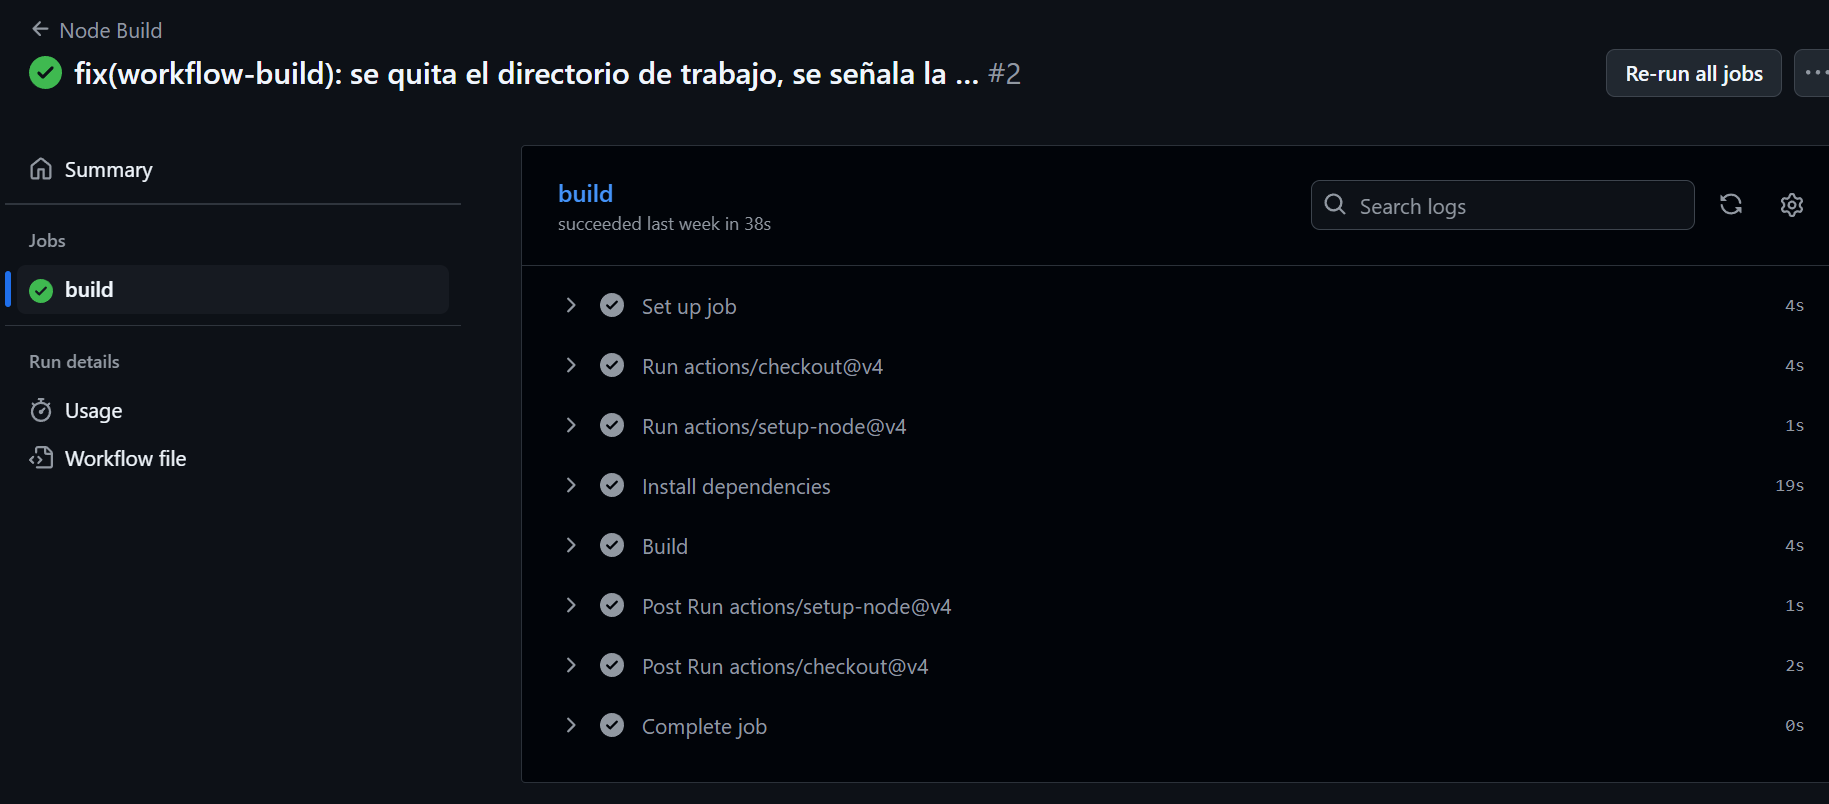 Node Build
fix(workflow-build): se quita el directorio de trabajo, se señala la ... #2
Re-run all jobs
Summary
Jobs
build
Run details
Usage
Workflow file
build
succeeded last week in 38s
Search logs
Set up job 4s
Run actions/checkout@v4 4s
Run actions/setup-node@v4 1s
Install dependencies 19s
Build 4s
Post Run actions/setup-node@v4 1s
Post Run actions/checkout@v4 2s
Complete job 0s